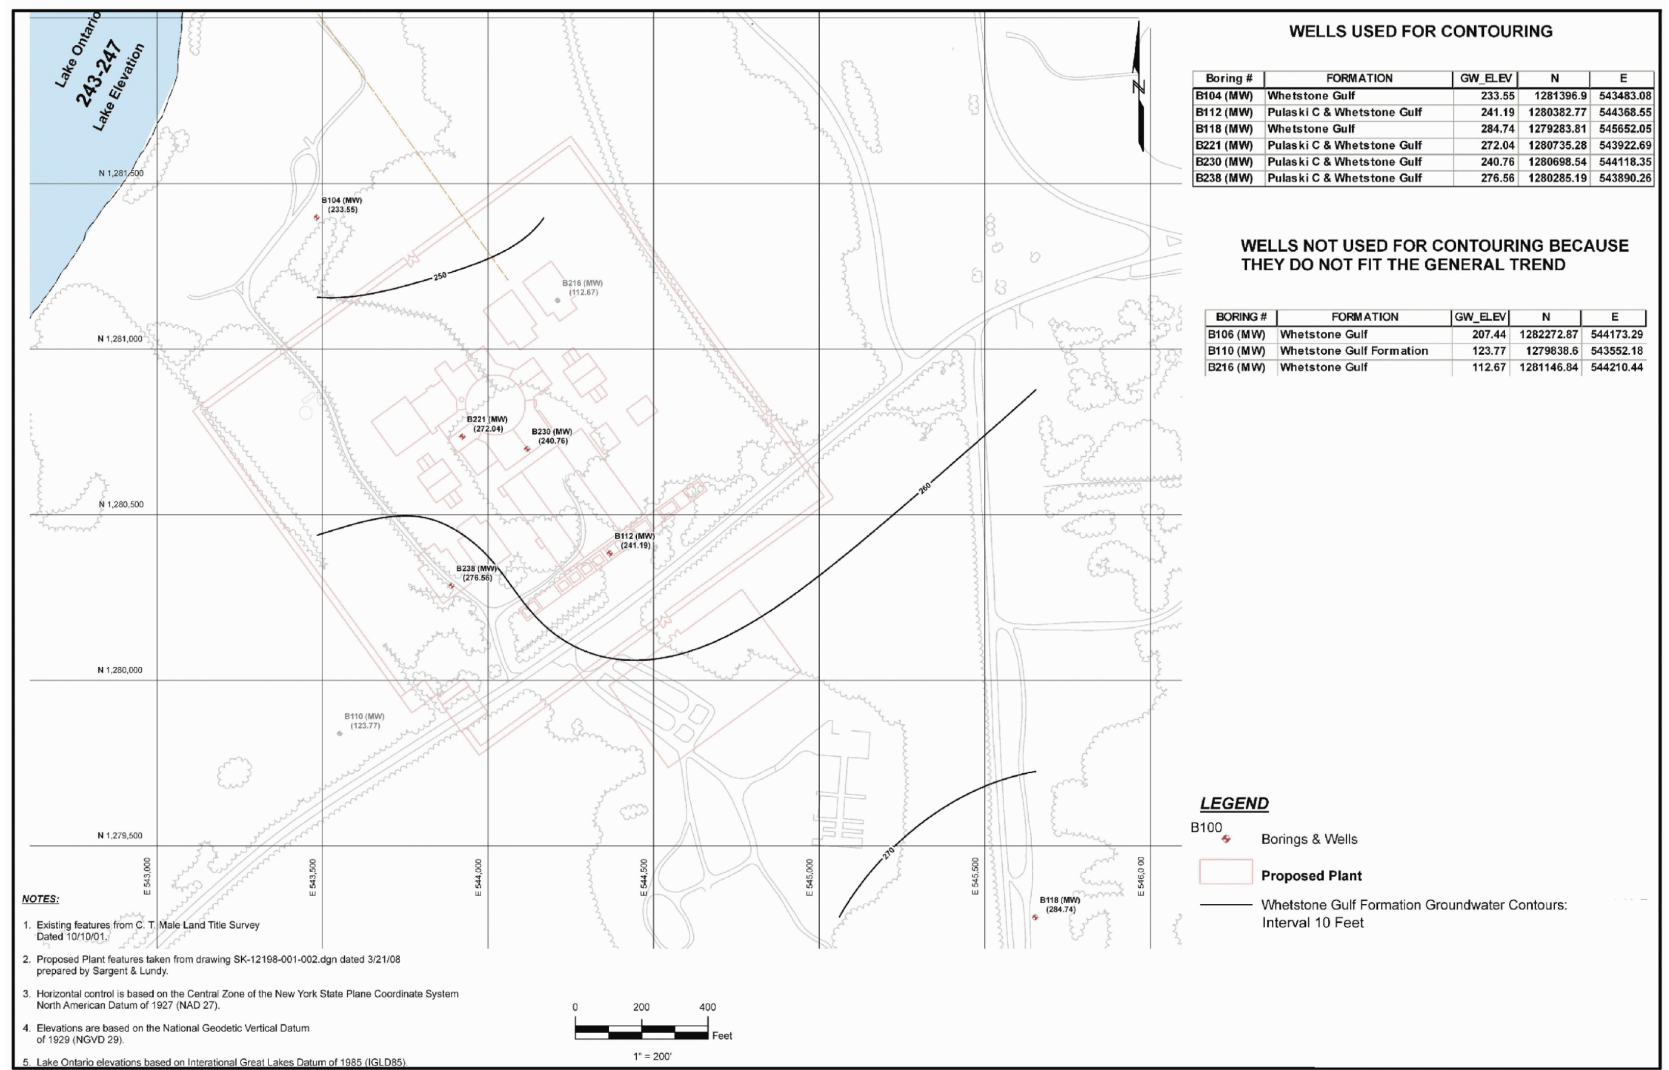 Lake Ontario
243-247
Lake Elevation
N 1,281,500
N 1,281,000
N 1,280,500
N 1,280,000
N 1,279,500
E 543,000
E 543,500
E 544,000
E 544,500
E 545,000
E 545,500
E 546,000
B104 (MW)
(233.55)
250
B216 (MW)
(112.67)
B221 (MW)
(272.04)
B230 (MW)
(240.76)
260
B112 (MW)
(241.19)
B238 (MW)
(276.56)
B110 (MW)
(123.77)
270
B118 (MW)
(284.74)
N
WELLS USED FOR CONTOURING
Boring # FORMATION GW_ELEV N E
B104 (MW) Whetstone Gulf 233.55 1281396.9 543483.08
B112 (MW) Pulaski C & Whetstone Gulf 241.19 1280382.77 544368.55
B118 (MW) Whetstone Gulf 284.74 1279283.81 545652.05
B221 (MW) Pulaski C & Whetstone Gulf 272.04 1280735.28 543922.69
B230 (MW) Pulaski C & Whetstone Gulf 240.76 1280698.54 544118.35
B238 (MW) Pulaski C & Whetstone Gulf 276.56 1280285.19 543890.26
WELLS NOT USED FOR CONTOURING BECAUSE
THEY DO NOT FIT THE GENERAL TREND
BORING # FORMATION GW_ELEV N E
B106 (MW) Whetstone Gulf 207.44 1282272.87 544173.29
B110 (MW) Whetstone Gulf Formation 123.77 1279838.6 543552.18
B216 (MW) Whetstone Gulf 112.67 1281146.84 544210.44
LEGEND
B100
Borings & Wells
Proposed Plant
Whetstone Gulf Formation Groundwater Contours:
Interval 10 Feet
NOTES:
1. Existing features from C. T. Male Land Title Survey
Dated 10/10/01.
2. Proposed Plant features taken from drawing SK-12198-001-002.dgn dated 3/21/08
prepared by Sargent & Lundy.
3. Horizontal control is based on the Central Zone of the New York State Plane Coordinate System
North American Datum of 1927 (NAD 27).
4. Elevations are based on the National Geodetic Vertical Datum
of 1929 (NGVD 29).
5. Lake Ontario elevations based on Interational Great Lakes Datum of 1985 (IGLD85).
0 200 400
Feet
1" = 200'